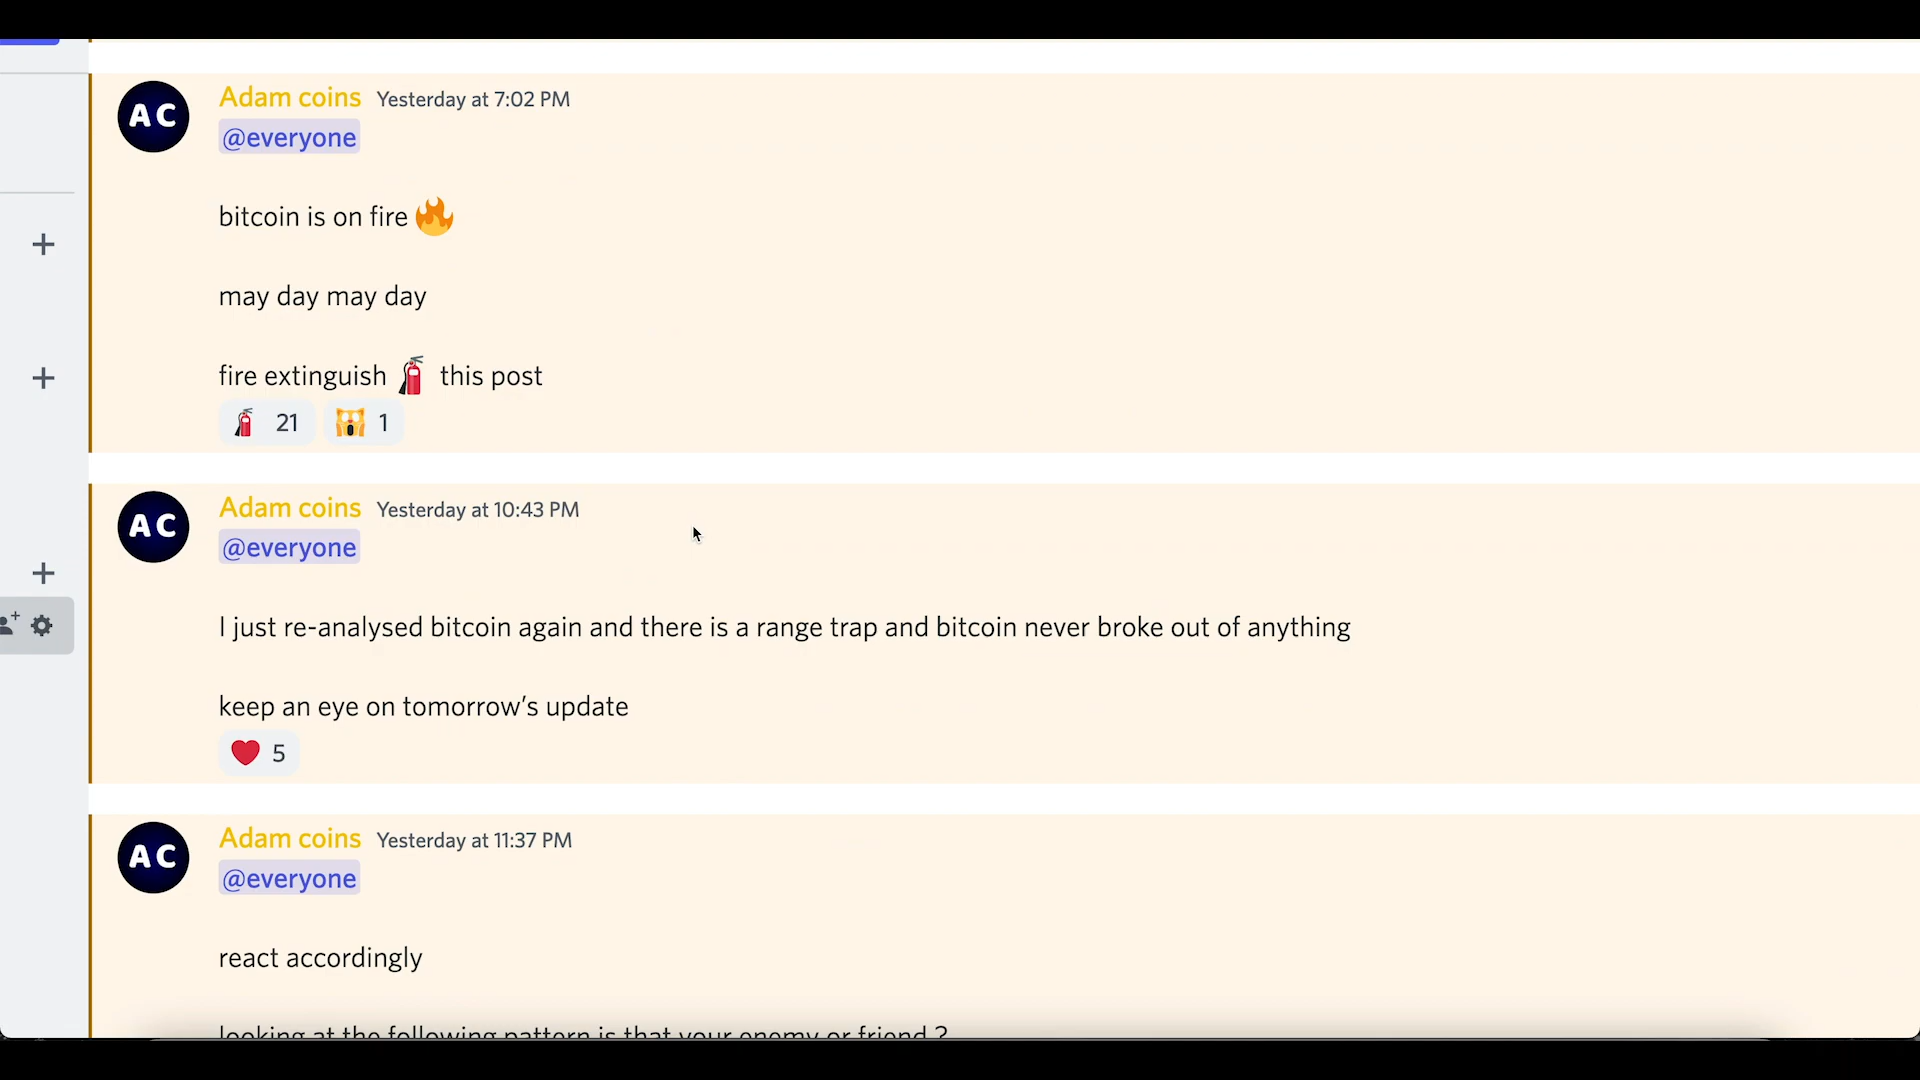 AC
Adam coins Yesterday at 7:02 PM
@everyone
bitcoin is on fire 🔥
may day may day
fire extinguish 🧯 this post
🧯 21 🙀 1
AC
Adam coins Yesterday at 10:43 PM
@everyone
I just re-analysed bitcoin again and there is a range trap and bitcoin never broke out of anything
keep an eye on tomorrow’s update
❤️ 5
AC
Adam coins Yesterday at 11:37 PM
@everyone
react accordingly
looking at the following pattern is that your enemy or friend ?